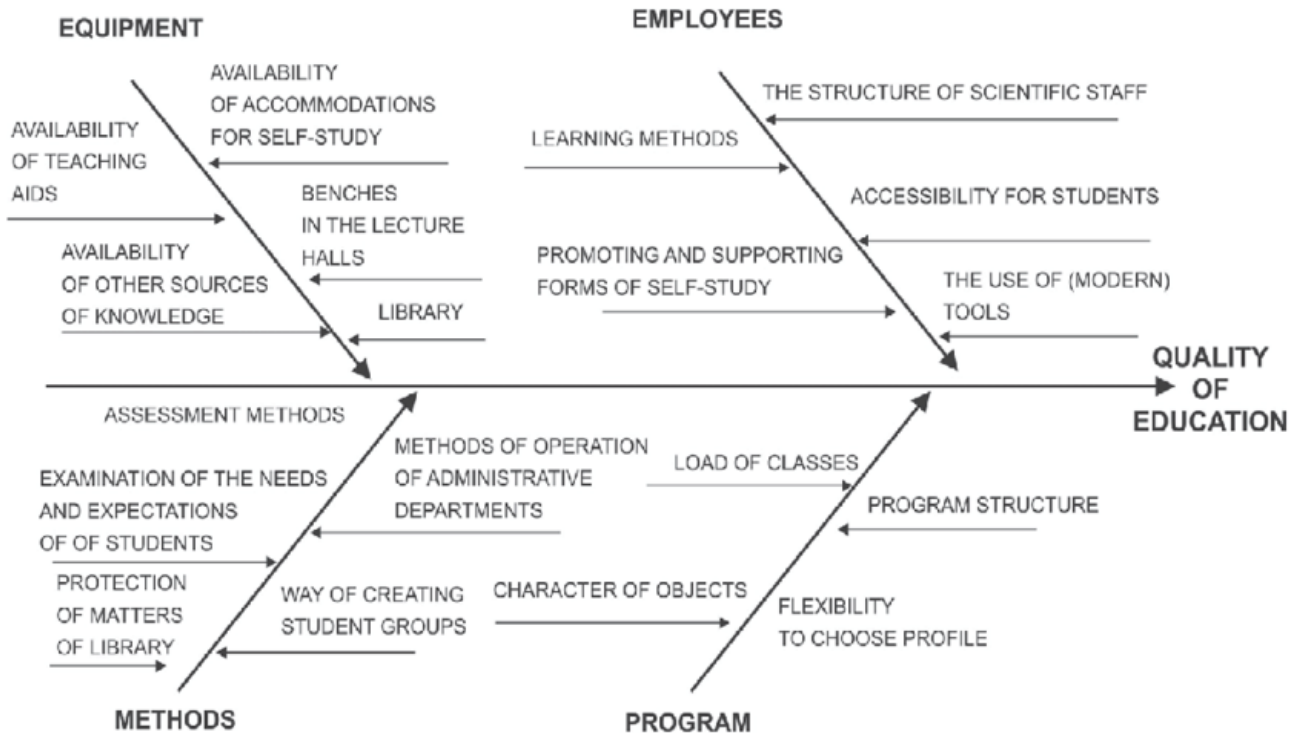 EQUIPMENT
EMPLOYEES
AVAILABILITY
OF TEACHING
AIDS
AVAILABILITY
OF ACCOMMODATIONS
FOR SELF-STUDY
AVAILABILITY
OF OTHER SOURCES
OF KNOWLEDGE
BENCHES
IN THE LECTURE
HALLS
LIBRARY
THE STRUCTURE OF SCIENTIFIC STAFF
LEARNING METHODS
ACCESSIBILITY FOR STUDENTS
PROMOTING AND SUPPORTING
FORMS OF SELF-STUDY
THE USE OF (MODERN)
TOOLS
QUALITY
OF
EDUCATION
ASSESSMENT METHODS
METHODS OF OPERATION
OF ADMINISTRATIVE
DEPARTMENTS
EXAMINATION OF THE NEEDS
AND EXPECTATIONS
OF OF STUDENTS
PROTECTION
OF MATTERS
OF LIBRARY
WAY OF CREATING
STUDENT GROUPS
LOAD OF CLASSES
PROGRAM STRUCTURE
CHARACTER OF OBJECTS
FLEXIBILITY
TO CHOOSE PROFILE
METHODS
PROGRAM